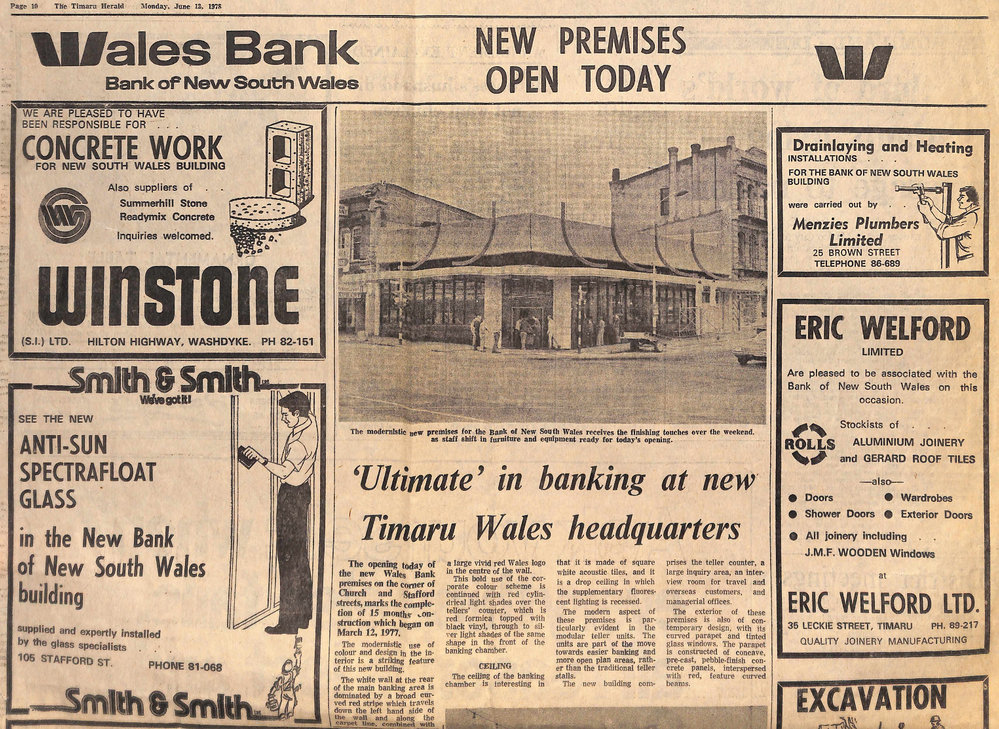 Page 10 The Timaru Herald Monday, June 12, 1978
Wales Bank
Bank of New South Wales
NEW PREMISES
OPEN TODAY
WE ARE PLEASED TO HAVE
BEEN RESPONSIBLE FOR . . .
CONCRETE WORK
FOR NEW SOUTH WALES BUILDING
Also suppliers of . .
Summerhill Stone
Readymix Concrete
Inquiries welcomed.
WINSTONE
(S.I.) LTD. HILTON HIGHWAY, WASHDYKE. PH 82-151
Smith & Smith
We've got it!
SEE THE NEW
ANTI-SUN
SPECTRAFLOAT
GLASS
in the New Bank
of New South Wales
building
supplied and expertly installed
by the glass specialists
105 STAFFORD ST. PHONE 81-068
Smith & Smith
The modernistic new premises for the Bank of New South Wales receives the finishing touches over the weekend,
as staff shift in furniture and equipment ready for today's opening.
'Ultimate' in banking at new
Timaru Wales headquarters
The opening today of
the new Wales Bank
premises on the corner of
Church and Stafford
streets, marks the comple-
tion of 15 months con-
struction which began on
March 12, 1977.
The modernistic use of
colour and design in the in-
terior is a striking feature
of this new building.
The white wall at the rear
of the main banking area is
dominated by a broad cur-
ved red stripe which travels
down the left hand side of
the wall and along the
carpet line, combined with
a large vivid red Wales logo
in the centre of the wall.
This bold use of the cor-
porate colour scheme is
continued with red cylin-
drical light shades over the
tellers' counter, which is
red formica topped with
black vinyl, through to sil-
ver light shades of the same
shape in the front of the
banking chamber.
CEILING
The ceiling of the banking
chamber is interesting in
that it is made of square
white acoustic tiles, and it
is a drop ceiling in which
the supplementary fluores-
cent lighting is recessed.
The modern aspect of
these premises is par-
ticularly evident in the
modular teller units. The
units are part of the move
towards easier banking and
more open plan areas, rath-
er than the traditional teller
stalls.
The new building com-
prises the teller counter, a
large inquiry area, an inter-
view room for travel and
overseas customers, and
managerial offices.
The exterior of these
premises is also of con-
temporary design, with its
curved parapet and tinted
glass windows. The parapet
is constructed of concave,
pre-cast, pebble-finish con-
crete panels, interspersed
with red, feature curved
beams.
Drainlaying and Heating
INSTALLATIONS . . .
FOR THE BANK OF NEW SOUTH WALES
BUILDING
were carried out by . .
Menzies Plumbers
Limited
25 BROWN STREET
TELEPHONE 86-689
ERIC WELFORD
LIMITED
Are pleased to be associated with the
Bank of New South Wales on this
occasion.
Stockists of . .
ROLLS
ALUMINIUM JOINERY
and GERARD ROOF TILES
—also—
● Doors ● Wardrobes
● Shower Doors ● Exterior Doors
● All joinery including . .
J.M.F. WOODEN Windows
at
ERIC WELFORD LTD.
36 LECKIE STREET, TIMARU PH. 89-217
QUALITY JOINERY MANUFACTURING
EXCAVATION